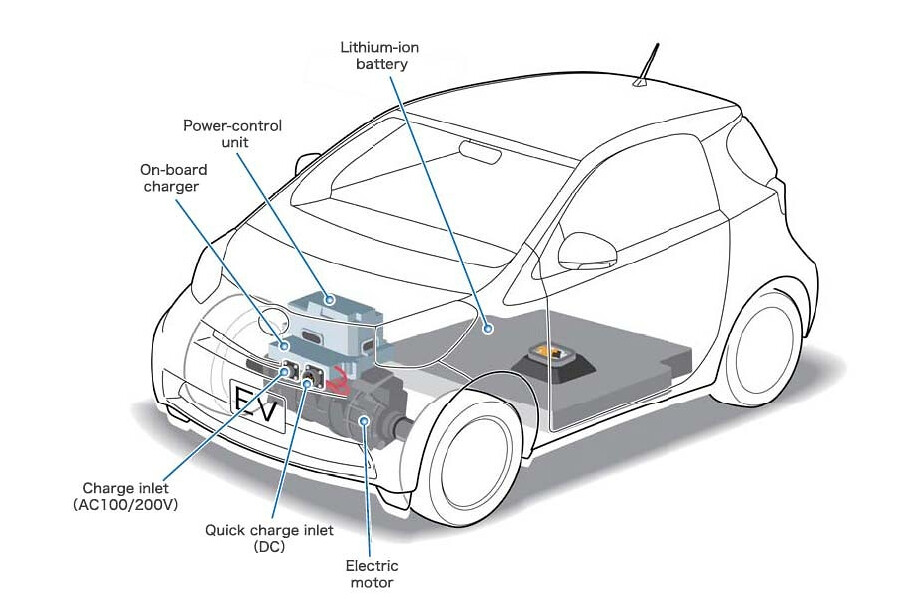 Lithium-ion
battery
Power-control
unit
On-board
charger
EV
Charge inlet
(AC100/200V)
Quick charge inlet
(DC)
Electric
motor